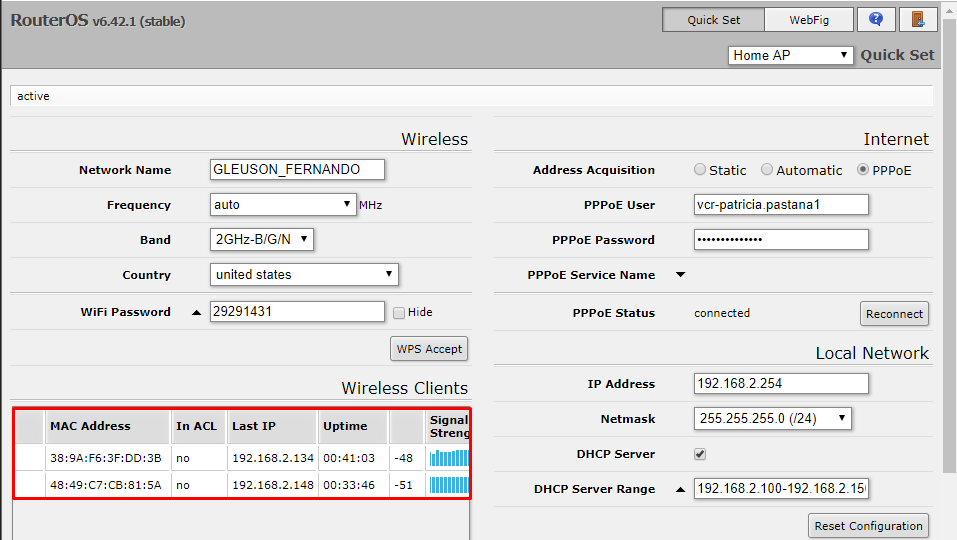 RouterOS v6.42.1 (stable)
Quick Set
WebFig
Home AP
Quick Set
active
Wireless
Network Name GLEUSON_FERNANDO
Frequency auto MHz
Band 2GHz-B/G/N
Country united states
WiFi Password 29291431 Hide
WPS Accept
Wireless Clients
MAC Address In ACL Last IP Uptime Signal
Streng
38:9A:F6:3F:DD:3B no 192.168.2.134 00:41:03 -48
48:49:C7:CB:81:5A no 192.168.2.148 00:33:46 -51
Internet
Address Acquisition Static Automatic PPPoE
PPPoE User vcr-patricia.pastana1
PPPoE Password ••••••••••••••
PPPoE Service Name
PPPoE Status connected Reconnect
Local Network
IP Address 192.168.2.254
Netmask 255.255.255.0 (/24)
DHCP Server
DHCP Server Range 192.168.2.100-192.168.2.150
Reset Configuration